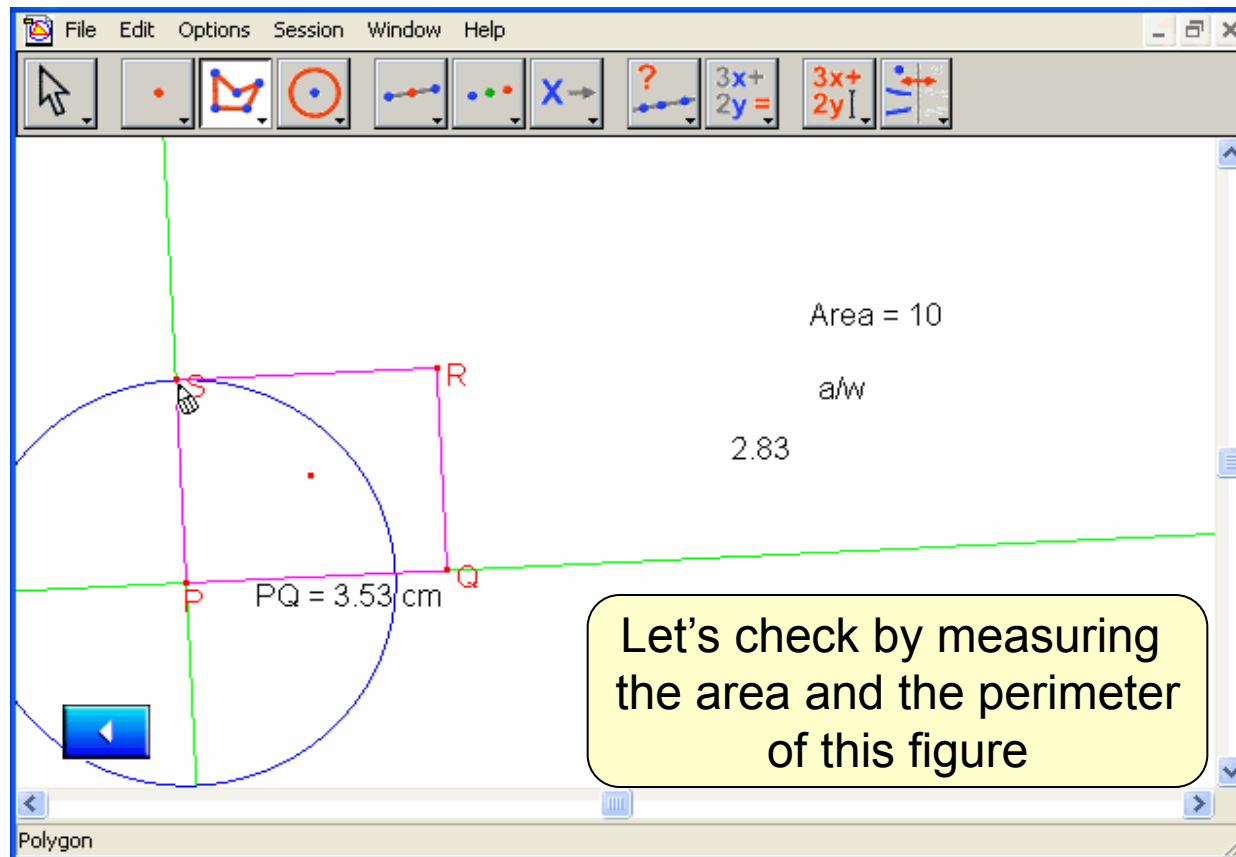 File Edit Options Session Window Help
? 3x+ 3x+
X 2y = 2y
Area = 10
S
R
a/w
2.83
Q
P
PQ = 3.53 cm
Let's check by measuring
the area and the perimeter
of this figure
Polygon